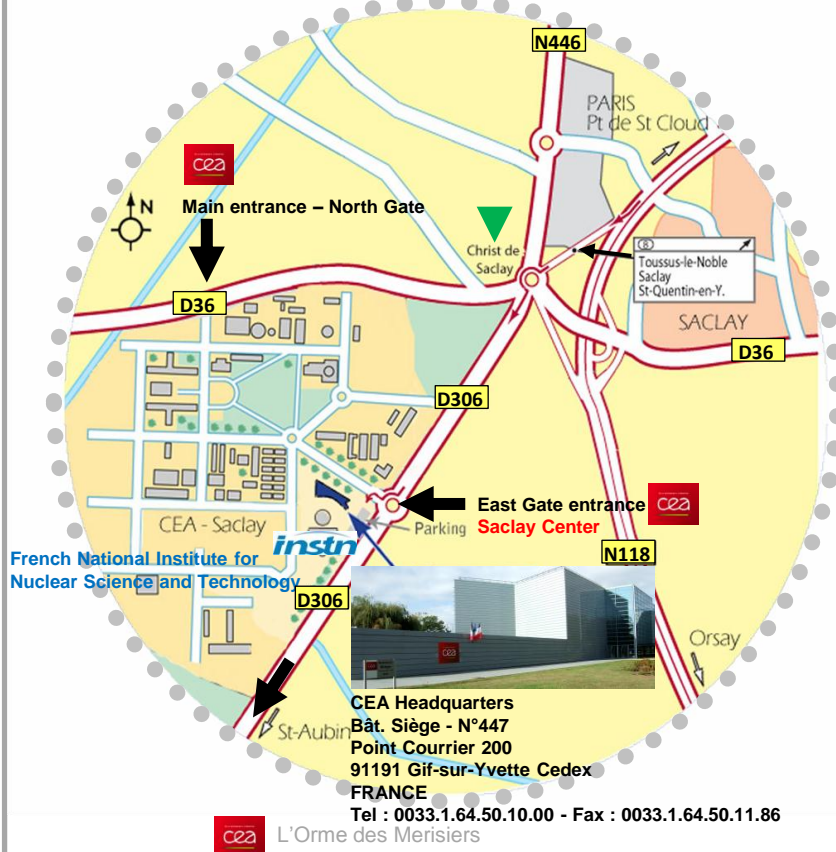 N446
PARIS
Pt de St Cloud
cea
N
Main entrance – North Gate
Christ de
Saclay
8
Toussus-le-Noble
Saclay
St-Quentin-en-Y.
D36
SACLAY
D36
D306
East Gate entrance
cea
Saclay Center
Parking
CEA - Saclay
instn
French National Institute for
Nuclear Science and Technology
N118
D306
Orsay
cea
St-Aubin
CEA Headquarters
Bât. Siège - N°447
Point Courrier 200
91191 Gif-sur-Yvette Cedex
FRANCE
Tel : 0033.1.64.50.10.00 - Fax : 0033.1.64.50.11.86
cea
L'Orme des Merisiers